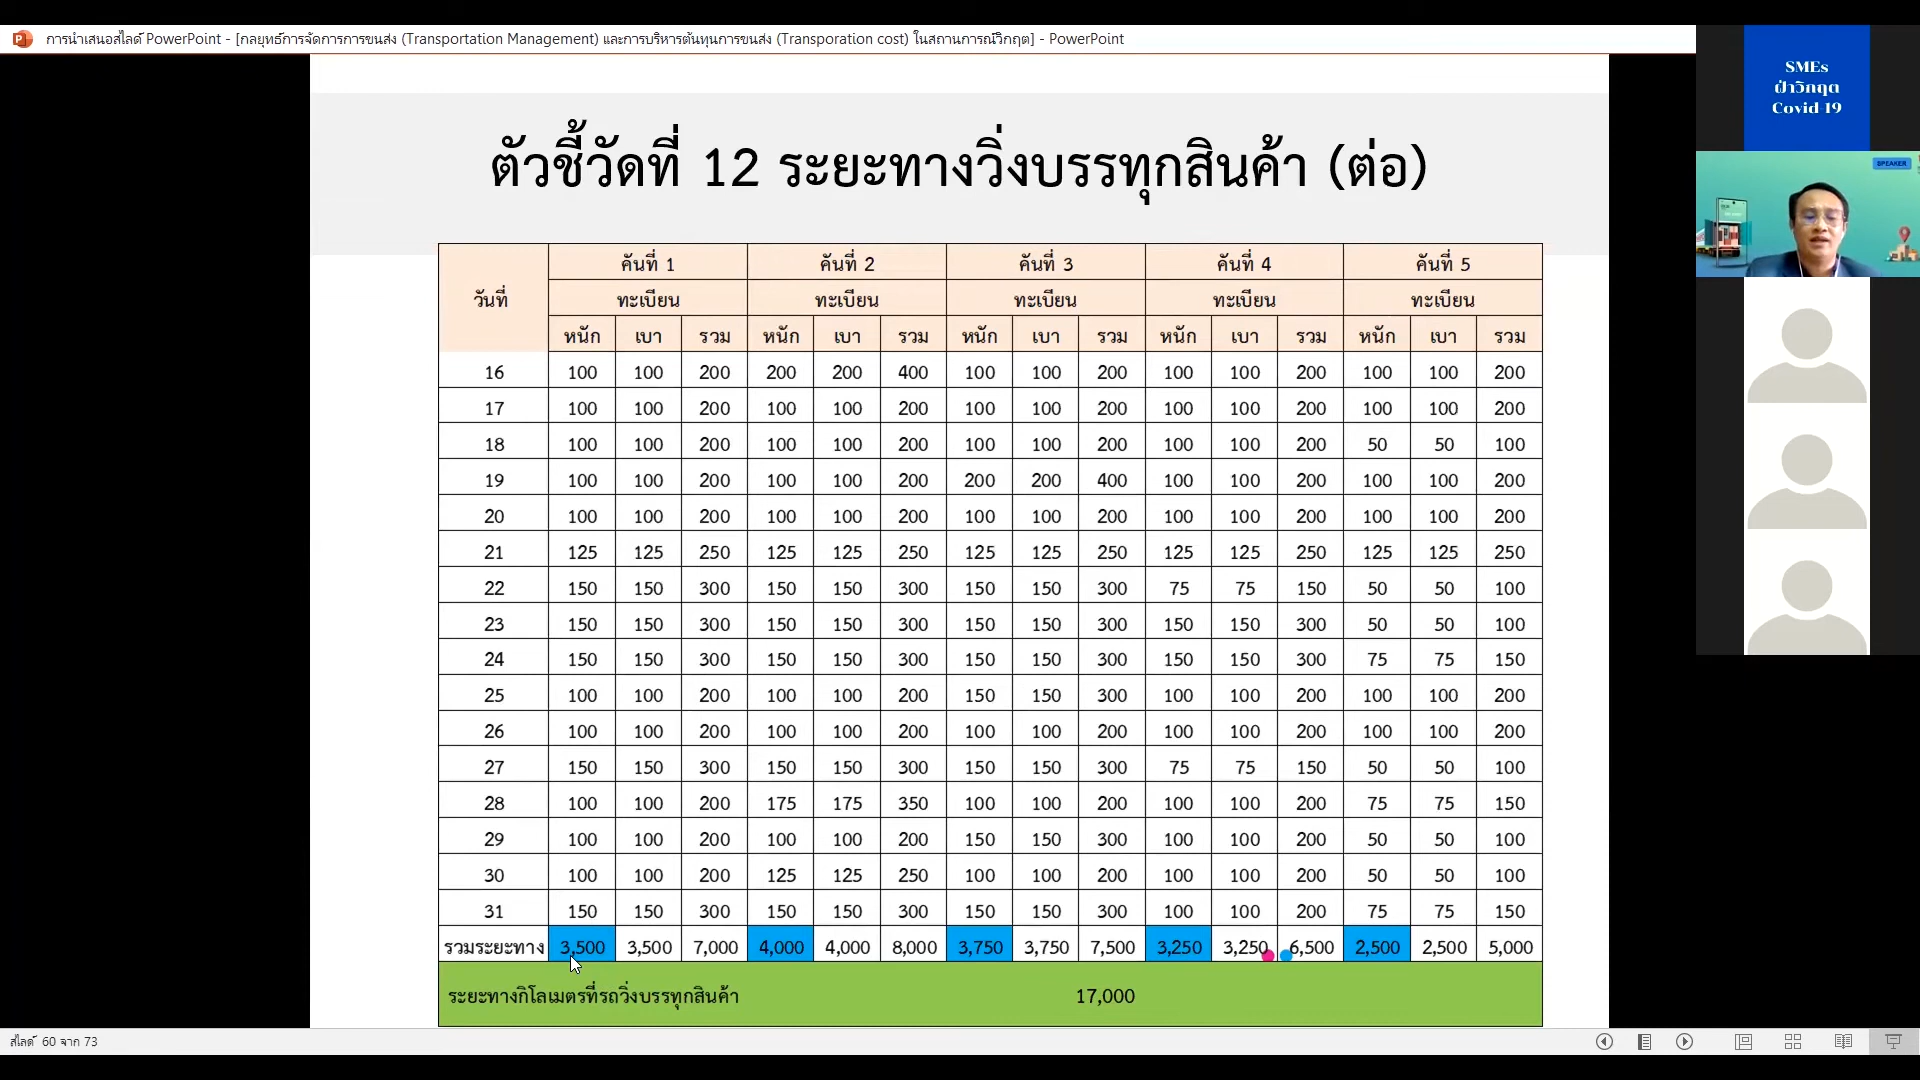 การนำเสนอสไลด์ PowerPoint - [กลยุทธ์การจัดการการขนส่ง (Transportation Management) และการบริหารต้นทุนการขนส่ง (Transporation cost) ในสถานการณ์วิกฤต] - PowerPoint
SMEs
ฝ่าวิกฤต
Covid-19
SPEAKER
ตัวชี้วัดที่ 12 ระยะทางวิ่งบรรทุกสินค้า (ต่อ)
วันที่ คันที่ 1 คันที่ 2 คันที่ 3 คันที่ 4 คันที่ 5
ทะเบียน ทะเบียน ทะเบียน ทะเบียน ทะเบียน
หนัก เบา รวม หนัก เบา รวม หนัก เบา รวม หนัก เบา รวม หนัก เบา รวม
16 100 100 200 200 200 400 100 100 200 100 100 200 100 100 200
17 100 100 200 100 100 200 100 100 200 100 100 200 100 100 200
18 100 100 200 100 100 200 100 100 200 100 100 200 50 50 100
19 100 100 200 100 100 200 200 200 400 100 100 200 100 100 200
20 100 100 200 100 100 200 100 100 200 100 100 200 100 100 200
21 125 125 250 125 125 250 125 125 250 125 125 250 125 125 250
22 150 150 300 150 150 300 150 150 300 75 75 150 50 50 100
23 150 150 300 150 150 300 150 150 300 150 150 300 50 50 100
24 150 150 300 150 150 300 150 150 300 150 150 300 75 75 150
25 100 100 200 100 100 200 150 150 300 100 100 200 100 100 200
26 100 100 200 100 100 200 100 100 200 100 100 200 100 100 200
27 150 150 300 150 150 300 150 150 300 75 75 150 50 50 100
28 100 100 200 175 175 350 100 100 200 100 100 200 75 75 150
29 100 100 200 100 100 200 150 150 300 100 100 200 50 50 100
30 100 100 200 125 125 250 100 100 200 100 100 200 50 50 100
31 150 150 300 150 150 300 150 150 300 100 100 200 75 75 150
รวมระยะทาง 3,500 3,500 7,000 4,000 4,000 8,000 3,750 3,750 7,500 3,250 3,250 6,500 2,500 2,500 5,000
ระยะทางกิโลเมตรที่รถวิ่งบรรทุกสินค้า 17,000
สไลด์ 60 จาก 73